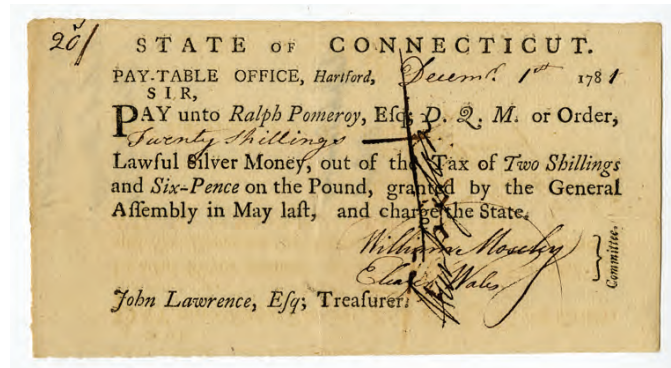 20/
STATE OF CONNECTICUT.
PAY-TABLE OFFICE, Hartford, Decemr. 1st 1781
SIR,
PAY unto Ralph Pomeroy, Esq; D. Q. M. or Order,
Twenty Shillings
Lawful Silver Money, out of the Tax of Two Shillings
and Six-Pence on the Pound, granted by the General
Aſſembly in May laſt, and charge the State.
William Moseley
Eleazr Wales
Committee.
John Lawrence, Eſq; Treaſurer.